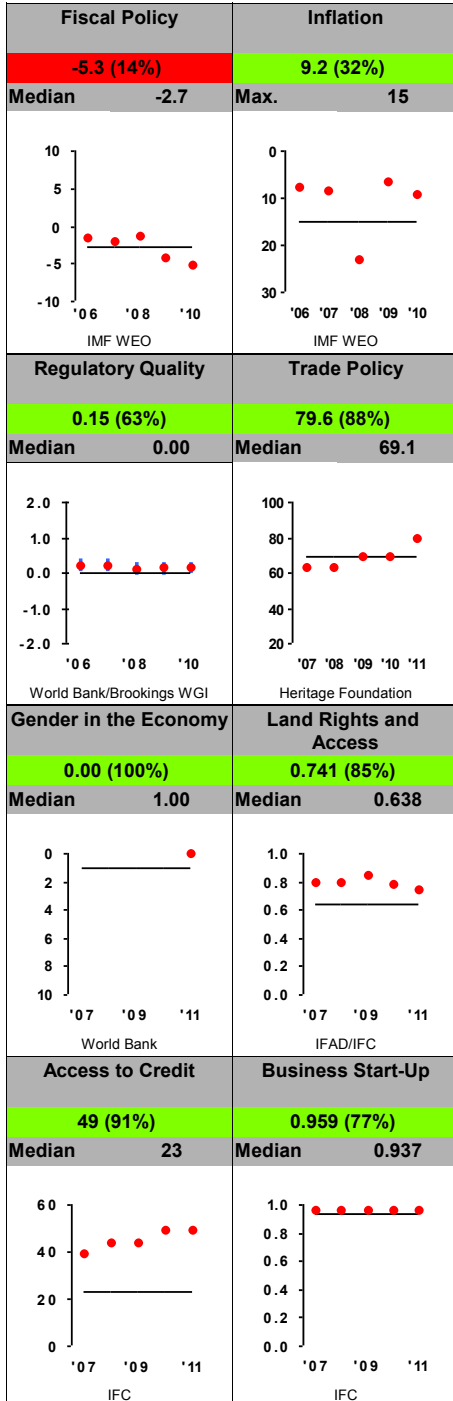 Fiscal Policy
-5.3 (14%)
Median -2.7
10
5
0
-5
-10
'06 '08 '10
IMF WEO
Inflation
9.2 (32%)
Max. 15
0
10
20
30
'06 '07 '08 '09 '10
IMF WEO
Regulatory Quality
0.15 (63%)
Median 0.00
2.0
1.0
0.0
-1.0
-2.0
'06 '08 '10
World Bank/Brookings WGI
Trade Policy
79.6 (88%)
Median 69.1
100
80
60
40
20
'07 '08 '09 '10 '11
Heritage Foundation
Gender in the Economy
0.00 (100%)
Median 1.00
0
2
4
6
8
10
'07 '09 '11
World Bank
Land Rights and
Access
0.741 (85%)
Median 0.638
1.0
0.8
0.6
0.4
0.2
0.0
'07 '09 '11
IFAD/IFC
Access to Credit
49 (91%)
Median 23
60
40
20
0
'07 '09 '11
IFC
Business Start-Up
0.959 (77%)
Median 0.937
1.0
0.8
0.6
0.4
0.2
0.0
'07 '09 '11
IFC